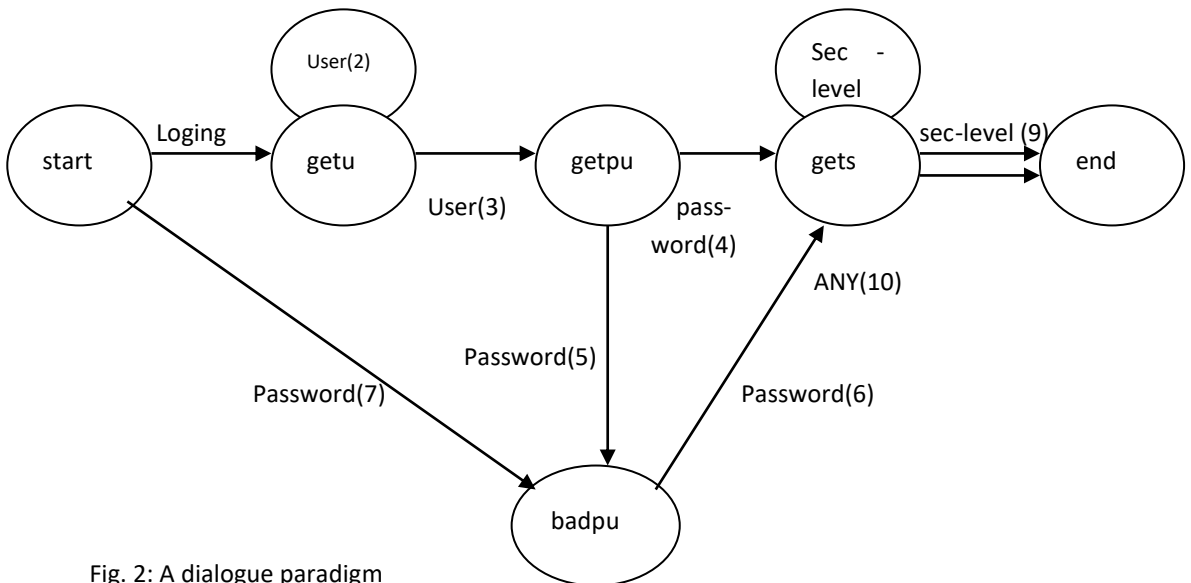 User(2)
Sec -
level
Loging
sec-level (9)
start
getu
getpu
gets
end
User(3)
pass-
word(4)
ANY(10)
Password(5)
Password(7)
Password(6)
badpu
Fig. 2: A dialogue paradigm